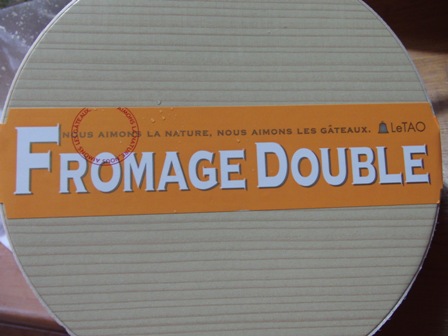 NOUS AIMONS LA NATURE, NOUS AIMONS LES GÂTEAUX. LeTAO
FROMAGE DOUBLE